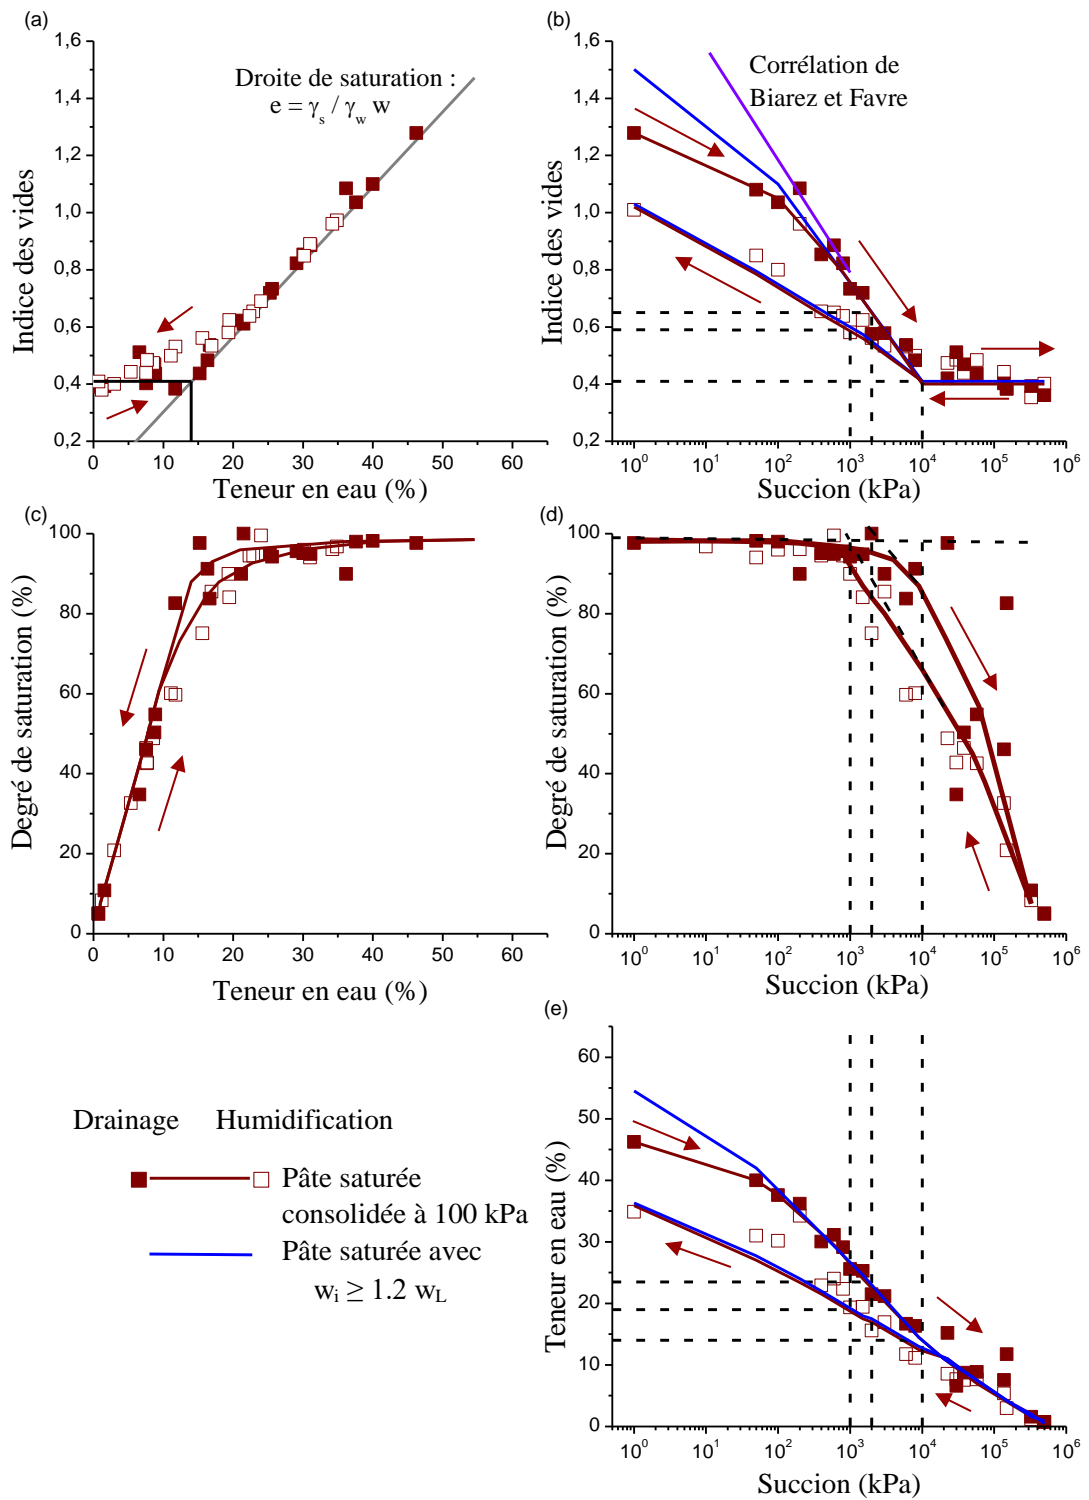 (a)
1,6
1,4
1,2
1,0
0,8
0,6
0,4
0,2
Indice des vides
Droite de saturation :
e = γs / γw w
0 10 20 30 40 50 60
Teneur en eau (%)
(b)
1,6
1,4
1,2
1,0
0,8
0,6
0,4
0,2
Indice des vides
Corrélation de
Biarez et Favre
10^0 10^1 10^2 10^3 10^4 10^5 10^6
Succion (kPa)
(c)
100
80
60
40
20
0
Degré de saturation (%)
0 10 20 30 40 50 60
Teneur en eau (%)
(d)
100
80
60
40
20
0
Degré de saturation (%)
10^0 10^1 10^2 10^3 10^4 10^5 10^6
Succion (kPa)
Drainage Humidification
Pâte saturée
consolidée à 100 kPa
Pâte saturée avec
wi ≥ 1.2 wL
(e)
60
50
40
30
20
10
0
Teneur en eau (%)
10^0 10^1 10^2 10^3 10^4 10^5 10^6
Succion (kPa)